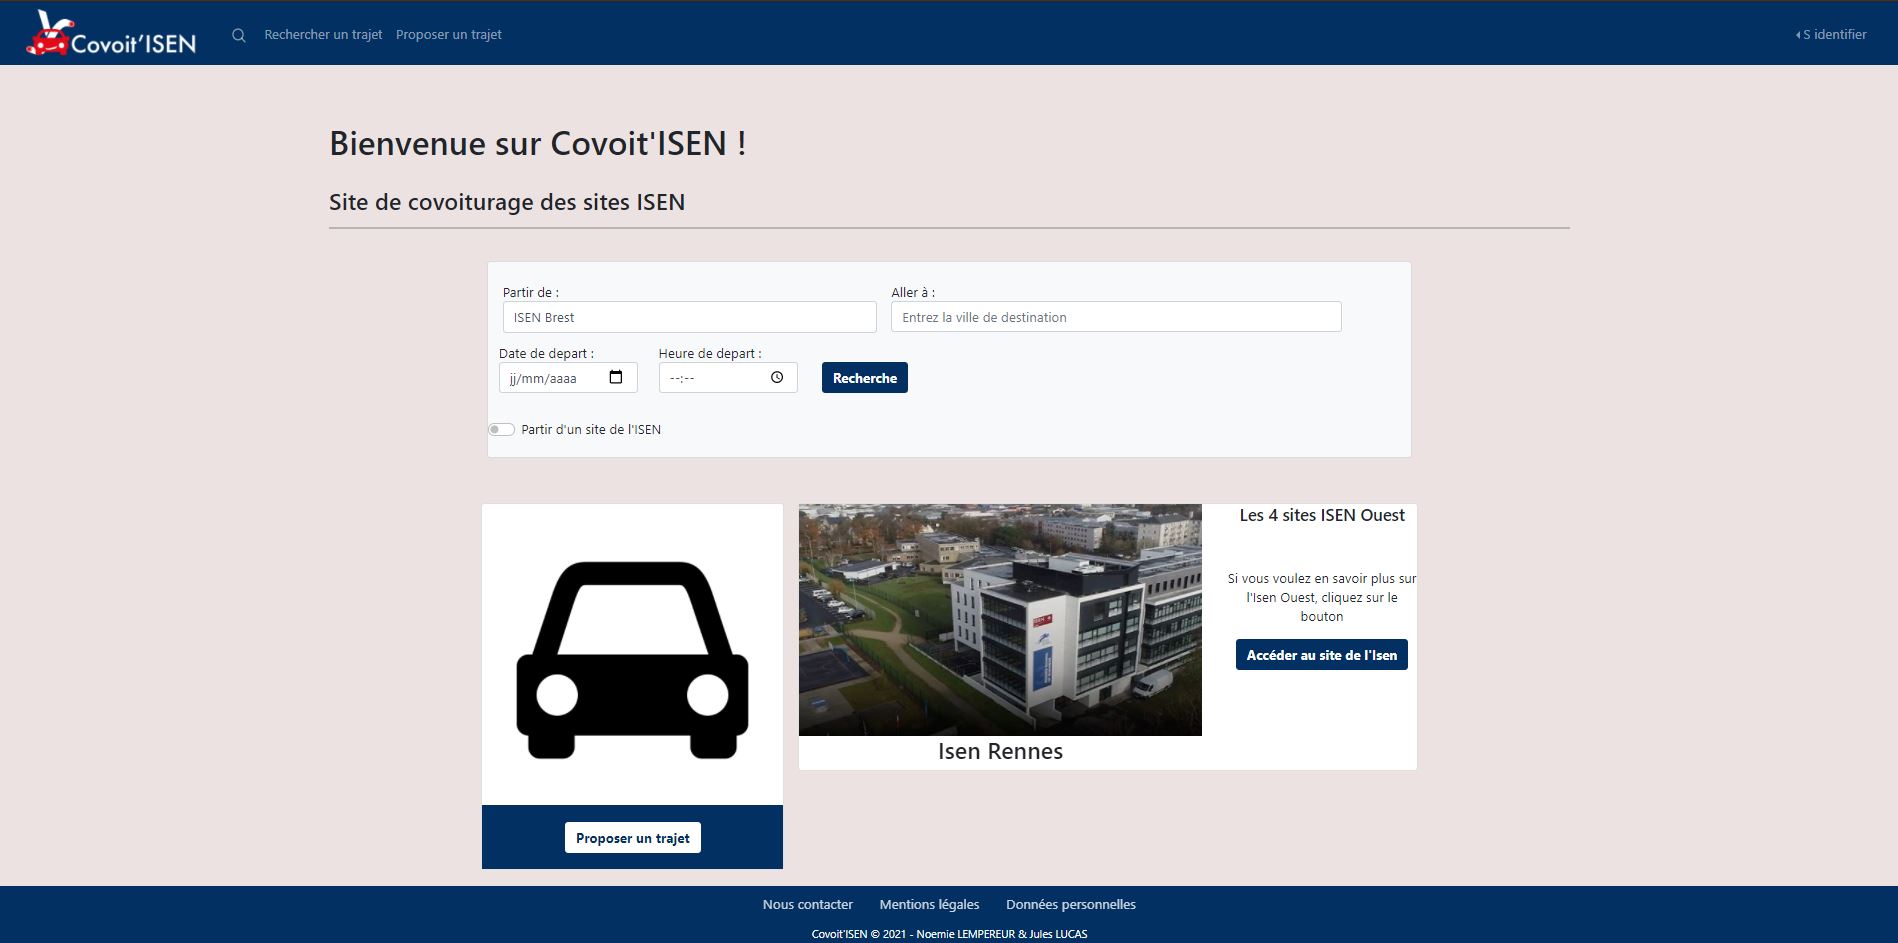 Covoit'ISEN
Rechercher un trajet
Proposer un trajet
S identifier
Bienvenue sur Covoit'ISEN !
Site de covoiturage des sites ISEN
Partir de :
Aller à :
ISEN Brest
Entrez la ville de destination
Date de depart :
Heure de depart :
jj/mm/aaaa
--:--
Recherche
Partir d'un site de l'ISEN
Les 4 sites ISEN Ouest
Si vous voulez en savoir plus sur
l'Isen Ouest, cliquez sur le
bouton
Accéder au site de l'Isen
ISEN
Isen Rennes
Proposer un trajet
Nous contacter
Mentions légales
Données personnelles
Covoit'ISEN © 2021 - Noemie LEMPEREUR & Jules LUCAS